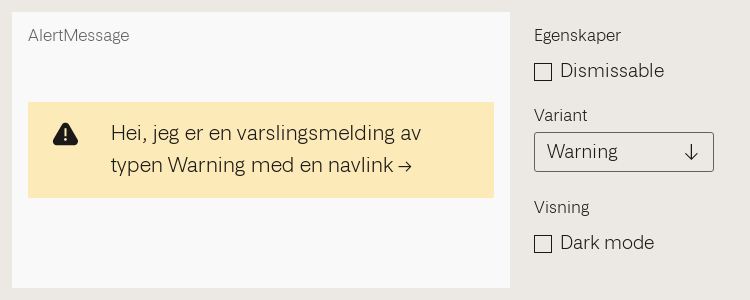 AlertMessage
Hei, jeg er en varslingsmelding av
typen Warning med en navlink →
Egenskaper
Dismissable
Variant
Warning
Visning
Dark mode